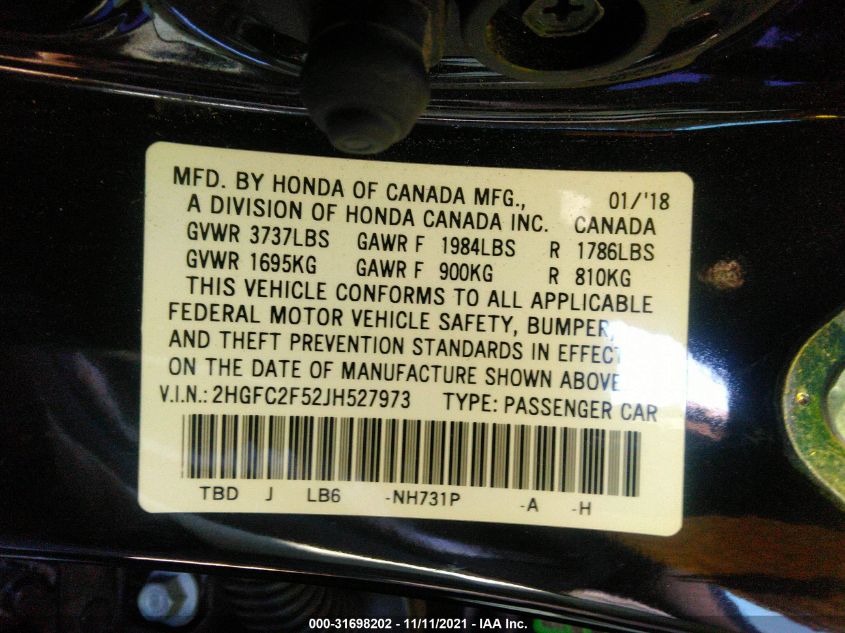 MFD. BY HONDA OF CANADA MFG., 01/'18
A DIVISION OF HONDA CANADA INC. CANADA
GVWR 3737LBS GAWR F 1984LBS R 1786LBS
GVWR 1695KG GAWR F 900KG R 810KG
THIS VEHICLE CONFORMS TO ALL APPLICABLE
FEDERAL MOTOR VEHICLE SAFETY, BUMPER,
AND THEFT PREVENTION STANDARDS IN EFFECT
ON THE DATE OF MANUFACTURE SHOWN ABOVE
V.I.N.: 2HGFC2F52JH527973 TYPE: PASSENGER CAR
TBD J LB6 -NH731P -A -H
000-31698202 - 11/11/2021 - IAA Inc.